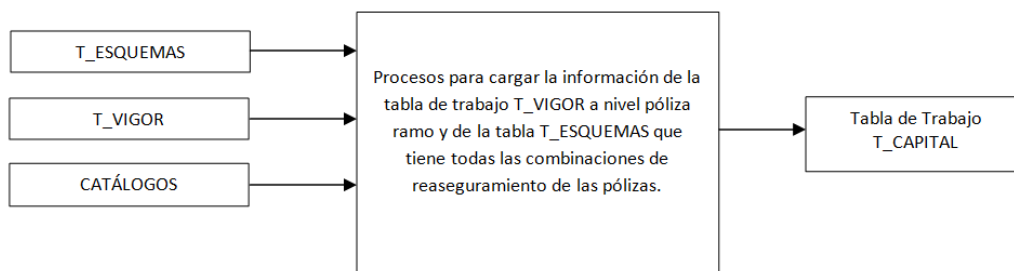 T_ESQUEMAS
T_VIGOR
CATÁLOGOS
Procesos para cargar la información de la
tabla de trabajo T_VIGOR a nivel póliza
ramo y de la tabla T_ESQUEMAS que
tiene todas las combinaciones de
reaseguramiento de las pólizas.
Tabla de Trabajo
T_CAPITAL